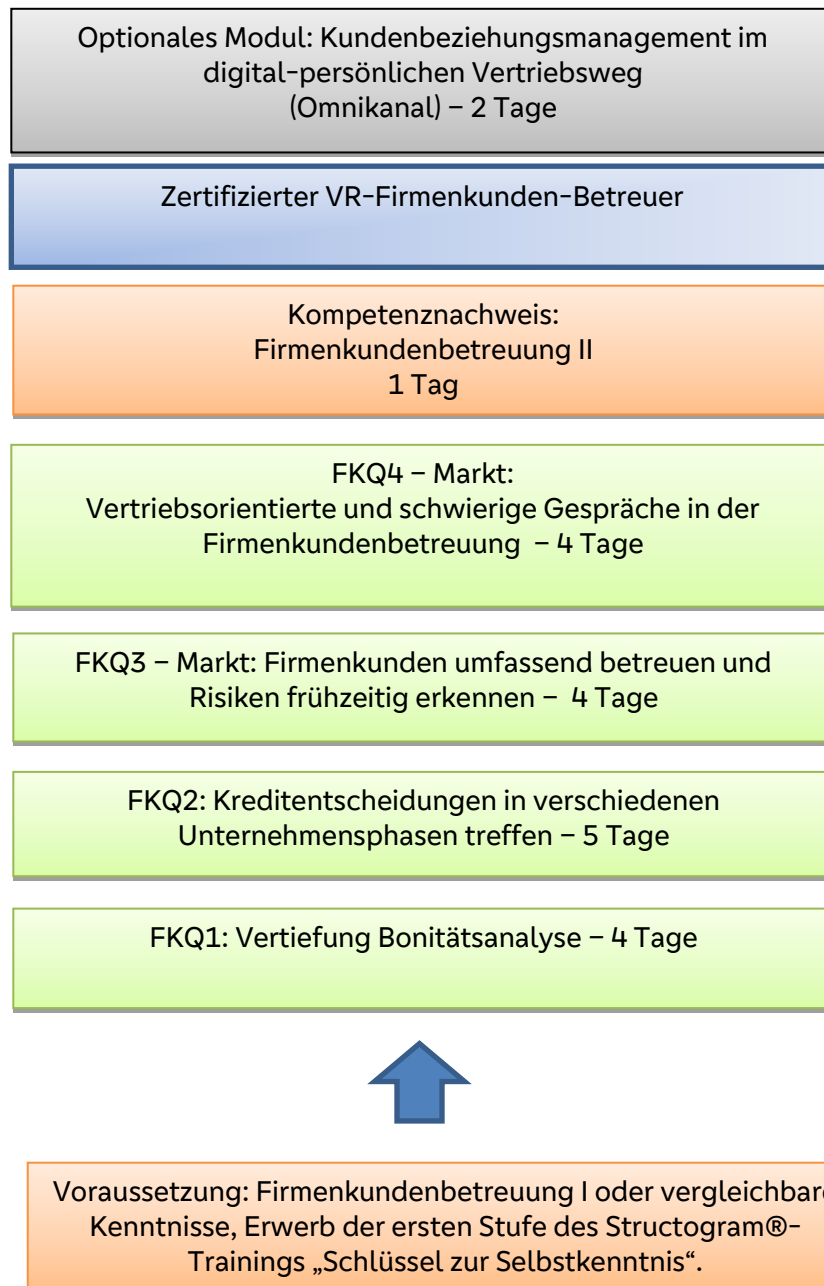 Optionales Modul: Kundenbeziehungsmanagement im
digital-persönlichen Vertriebsweg
(Omnikanal) – 2 Tage
Zertifizierter VR-Firmenkunden-Betreuer
Kompetenznachweis:
Firmenkundenbetreuung II
1 Tag
FKQ4 – Markt:
Vertriebsorientierte und schwierige Gespräche in der
Firmenkundenbetreuung – 4 Tage
FKQ3 – Markt: Firmenkunden umfassend betreuen und
Risiken frühzeitig erkennen – 4 Tage
FKQ2: Kreditentscheidungen in verschiedenen
Unternehmensphasen treffen – 5 Tage
FKQ1: Vertiefung Bonitätsanalyse – 4 Tage
Voraussetzung: Firmenkundenbetreuung I oder vergleichbare
Kenntnisse, Erwerb der ersten Stufe des Structogram®-
Trainings „Schlüssel zur Selbstkenntnis“.